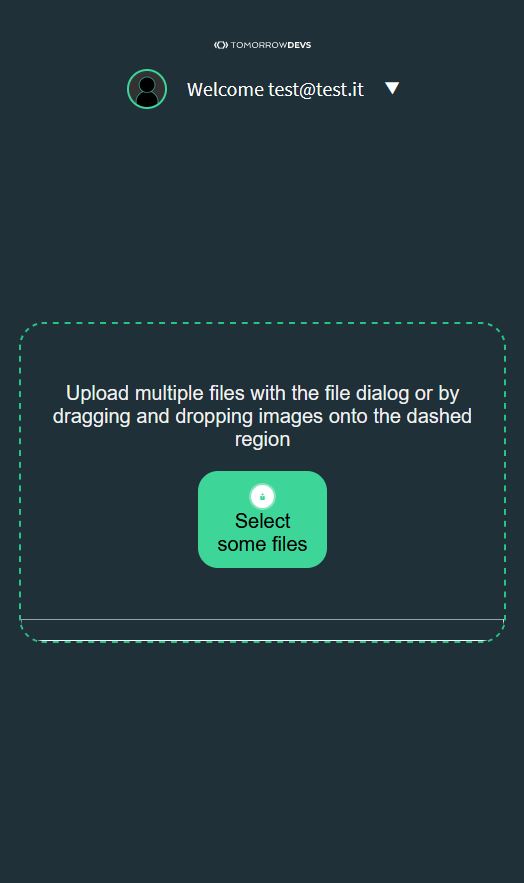 TOMORROWDEVS
Welcome test@test.it ▼
Upload multiple files with the file dialog or by
dragging and dropping images onto the dashed
region
Select
some files